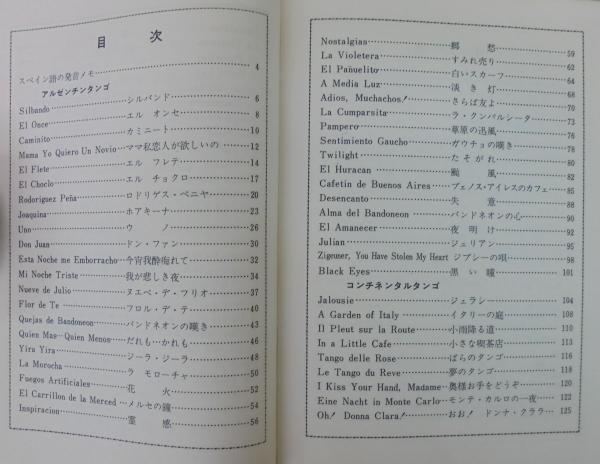 目次
スペイン語の発音ノモ 4
アルゼンチンタンゴ
Silbando シルバンド 6
El Once エル オンセ 8
Caminito カミニート 10
Mama Yo Quiero Un Novio ママ私恋人が欲しいの 12
El Flete エル フレテ 14
El Choclo エル チョクロ 17
Rodoriguez Peña ロドリゲス・ペニヤ 20
Joaquina ホアキーナ 23
Uno ウノ 26
Don Juan ドン・ファン 30
Esta Noche me Emborracho 今宵我酔痴れて 32
Mi Noche Triste 我が悲しき夜 34
Nueve de Julio ヌエベ・デ・フリオ 37
Flor de Te フロル・デ・テ 40
Quejas de Bandoneon バンドネオンの嘆き 43
Quien Mas—Quien Menos だれも・かれも 46
Yira Yira ジーラ・ジーラ 48
La Morocha ラ モローチャ 50
Fuegos Artificiales 花火 52
El Carrillon de la Merced メルセの鐘 54
Inspiracion 霊感 56
Nostalgias 郷愁 59
La Violetera すみれ売り 62
El Pañuelito 白いスカーフ 64
A Media Luz 淡き灯 68
Adios, Muchachos! さらば友よ 70
La Cumparsita ラ・クンパルシータ 73
Pampero 草原の迅風 76
Sentimiento Gaucho ガウチョの嘆き 78
Twilight たそがれ 80
El Huracan 颱風 82
Cafetin de Buenos Aires ブェノス・アイレスのカフェ 85
Desencanto 失意 88
Alma del Bandoneon バンドネオンの心 90
El Amanecer 夜明け 92
Julian ジュリアン 95
Zigeuner, You Have Stolen My Heart ジプシーの唄 98
Black Eyes 黒い瞳 101
コンチネンタルタンゴ
Jalousie ジェラシー 104
A Garden of Italy イタリーの庭 108
Il Pleut sur la Route 小雨降る道 110
In a Little Cafe 小さな喫茶店 113
Tango delle Rose ばらのタンゴ 116
Le Tango du Reve 夢のタンゴ 118
I Kiss Your Hand, Madame 奥様お手をどうぞ 120
Eine Nacht in Monte Carlo モンテ・カルロの一夜 122
Oh! Donna Clara! おお! ドンナ・クララ! 125